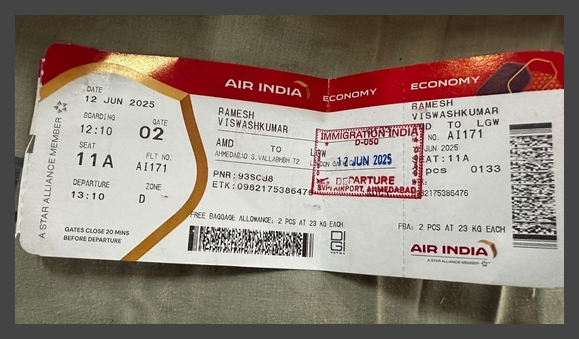 AIR INDIA
ECONOMY
ECONOMY
DATE
12 JUN 2025
BOARDING
GATE
12:10
02
SEAT
FLT NO.
11A
AI171
DEPARTURE
ZONE
13:10
D
GATES CLOSE 20 MINS
BEFORE DEPARTURE
A STAR ALLIANCE MEMBER
RAMESH
VISWASHKUMAR
AMD TO LGW
AHMEDABAD S.VALLABHBH T2
PNR:93SCJ8
ETK:0982175386476
FREE BAGGAGE ALLOWANCE: 2 PCS AT 23 KG EACH
IMMIGRATION INDIA
D-050
12 JUN 2025
DEPARTURE
SVPI AIRPORT, AHMEDABAD
RAMESH
VISWASHKUMAR
TO LGW
NO. AI171
JUN 2025
SEAT:11A
pcs 0133
FBA: 2 PCS AT 23 KG EACH
AIR INDIA
A STAR ALLIANCE MEMBER